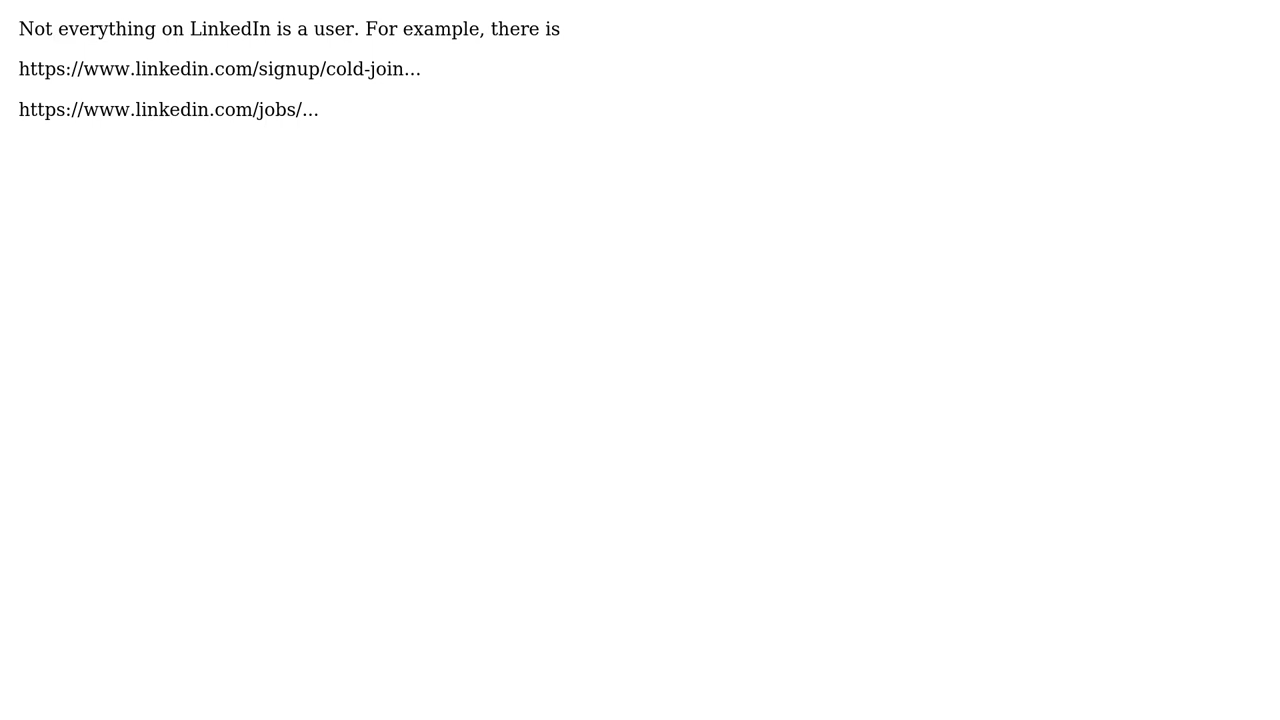 Not everything on LinkedIn is a user. For example, there is
https://www.linkedin.com/signup/cold-join...
https://www.linkedin.com/jobs/...